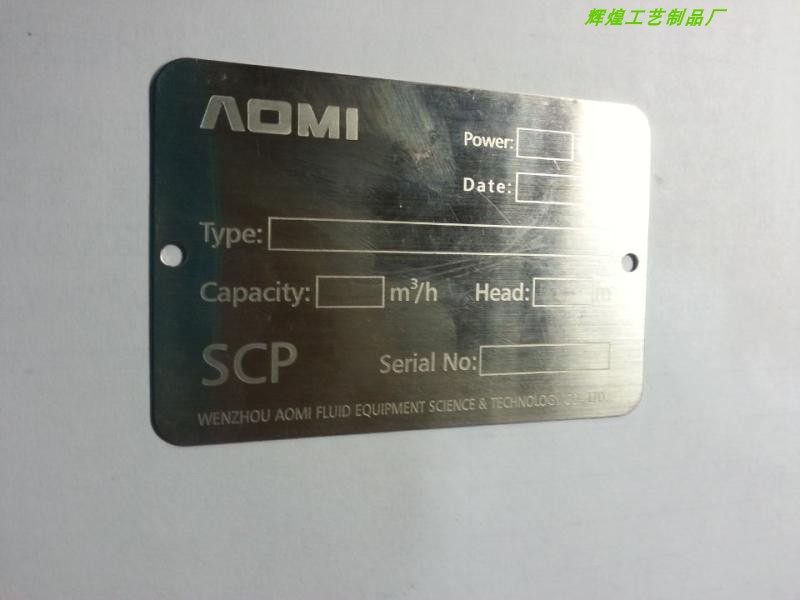 辉煌工艺制品厂
AOMI
Power:
Date:
Type:
Capacity: m³/h Head: m
SCP Serial No:
WENZHOU AOMI FLUID EQUIPMENT SCIENCE & TECHNOLOGY CO.,LTD.